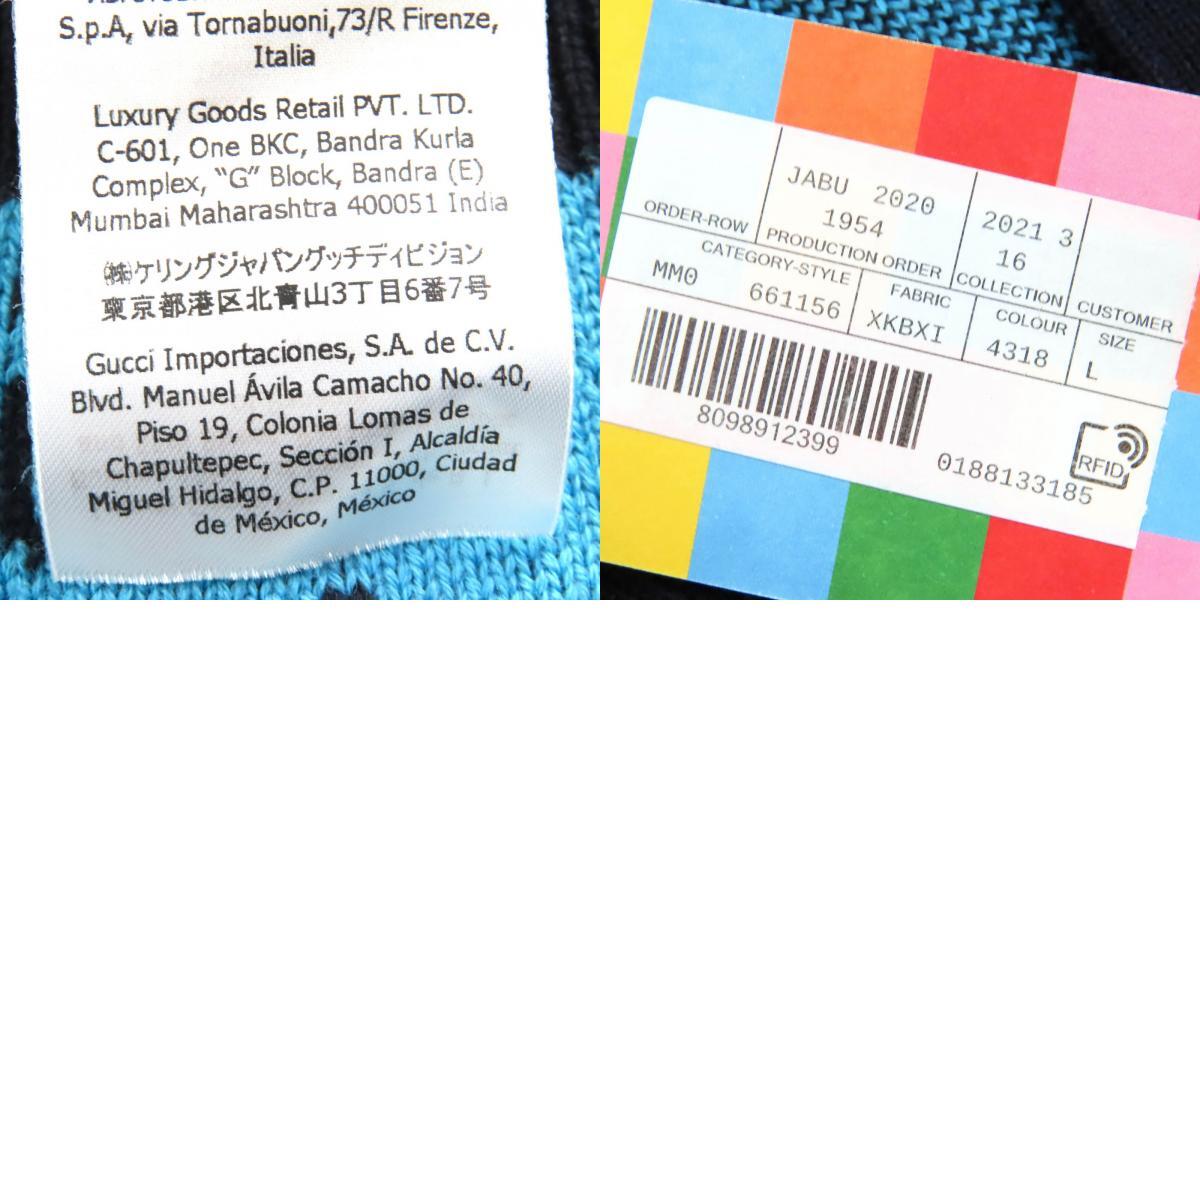 S.p.A, via Tornabuoni,73/R Firenze,
Italia
Luxury Goods Retail PVT. LTD.
C-601, One BKC, Bandra Kurla
Complex, "G" Block, Bandra (E)
Mumbai Maharashtra 400051 India
㈱ケリングジャパングッチディビジョン
東京都港区北青山3丁目6番7号
Gucci Importaciones, S.A. de C.V.
Blvd. Manuel Ávila Camacho No. 40,
Piso 19, Colonia Lomas de
Chapultepec, Sección I, Alcaldía
Miguel Hidalgo, C.P. 11000, Ciudad
de México, México
JABU 2020
1954
2021 3
16
ORDER-ROW PRODUCTION ORDER COLLECTION CUSTOMER
CATEGORY-STYLE FABRIC COLOUR SIZE
MM0 661156 XKBXI 4318 L
8098912399
0188133185
RFID